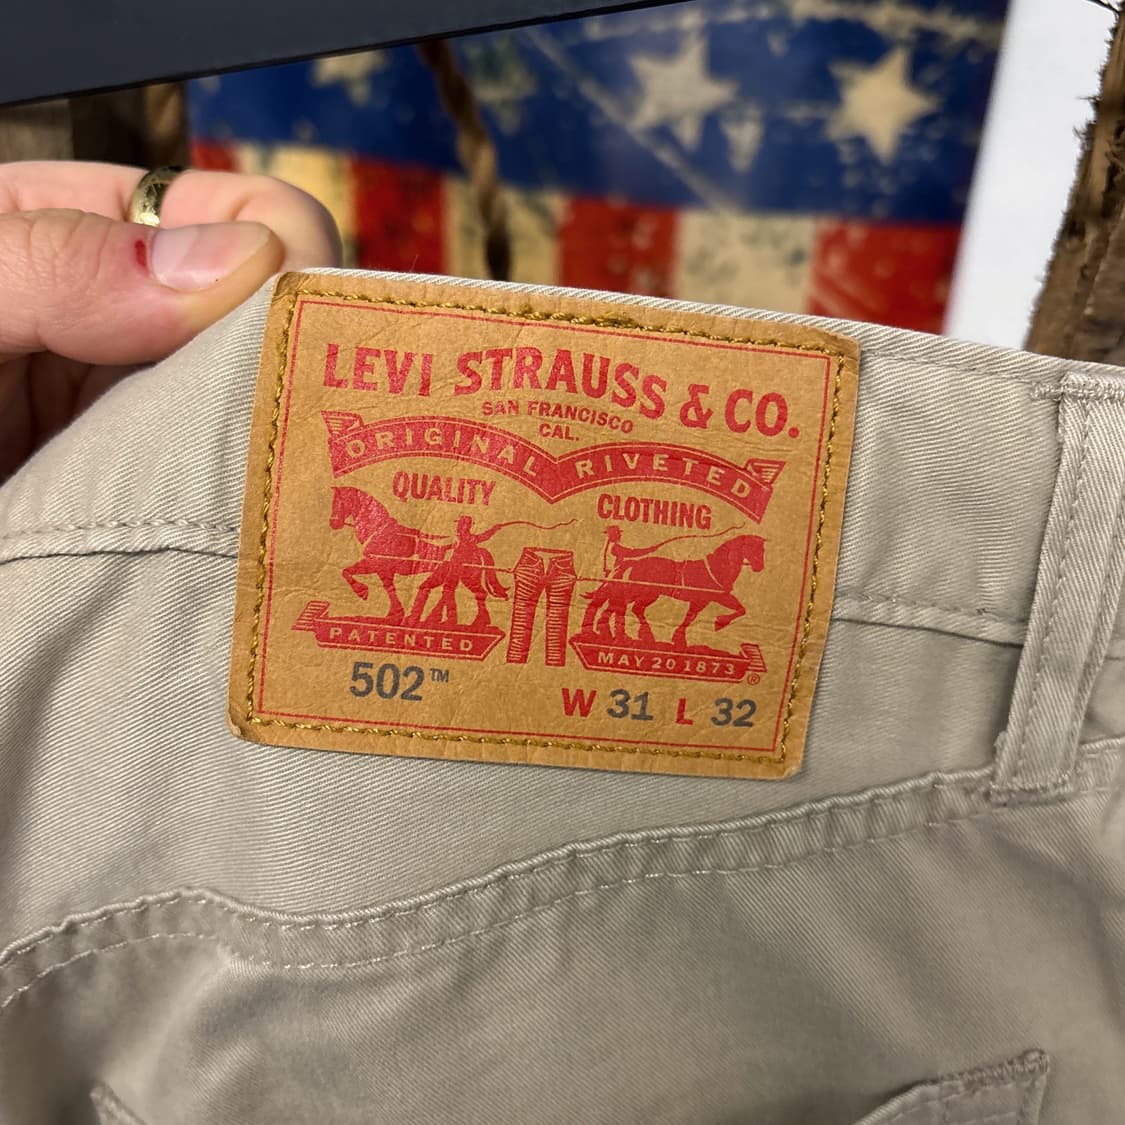 LEVI STRAUSS & CO.
SAN FRANCISCO
CAL.
ORIGINAL RIVETED
QUALITY CLOTHING
PATENTED MAY 20 1873 ®
502™ W 31 L 32